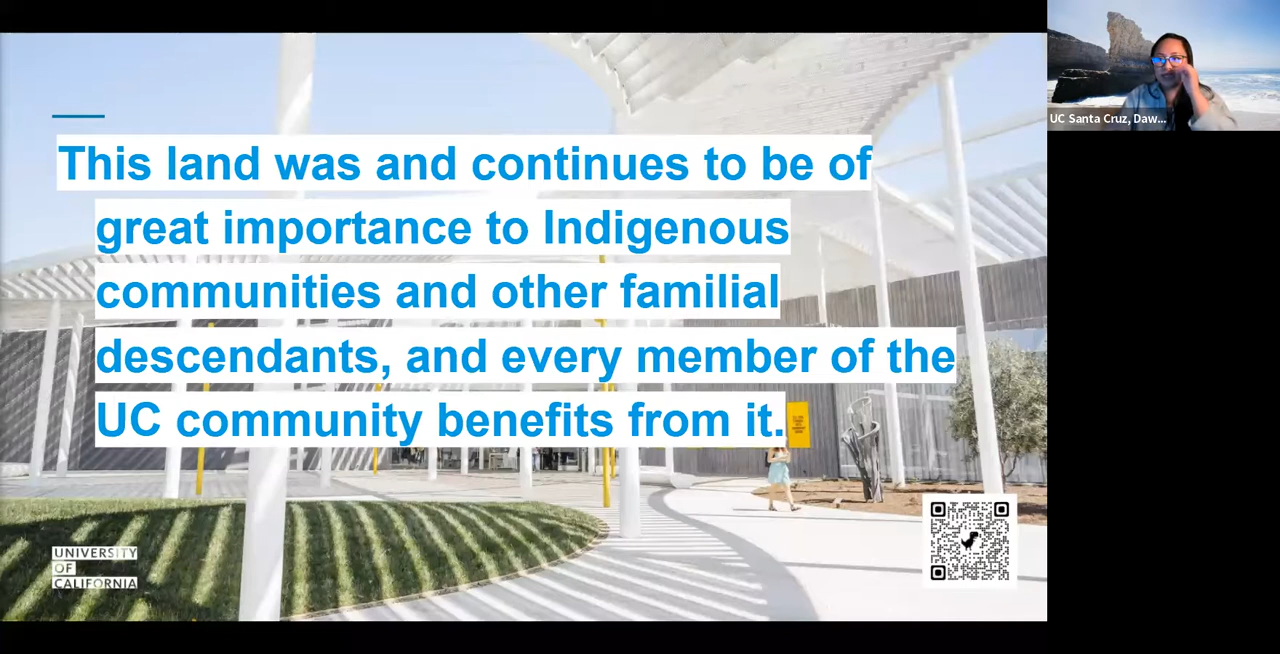 This land was and continues to be of
great importance to Indigenous
communities and other familial
descendants, and every member of the
UC community benefits from it.
UNIVERSITY
OF
CALIFORNIA
UC Santa Cruz, Daw...